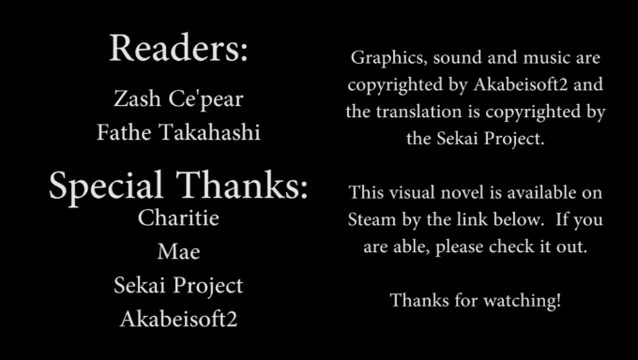 Readers:
Zash Ce'pear
Fathe Takahashi
Special Thanks:
Charitie
Mae
Sekai Project
Akabeisoft2
Graphics, sound and music are
copyrighted by Akabeisoft2 and
the translation is copyrighted by
the Sekai Project.
This visual novel is available on
Steam by the link below. If you
are able, please check it out.
Thanks for watching!